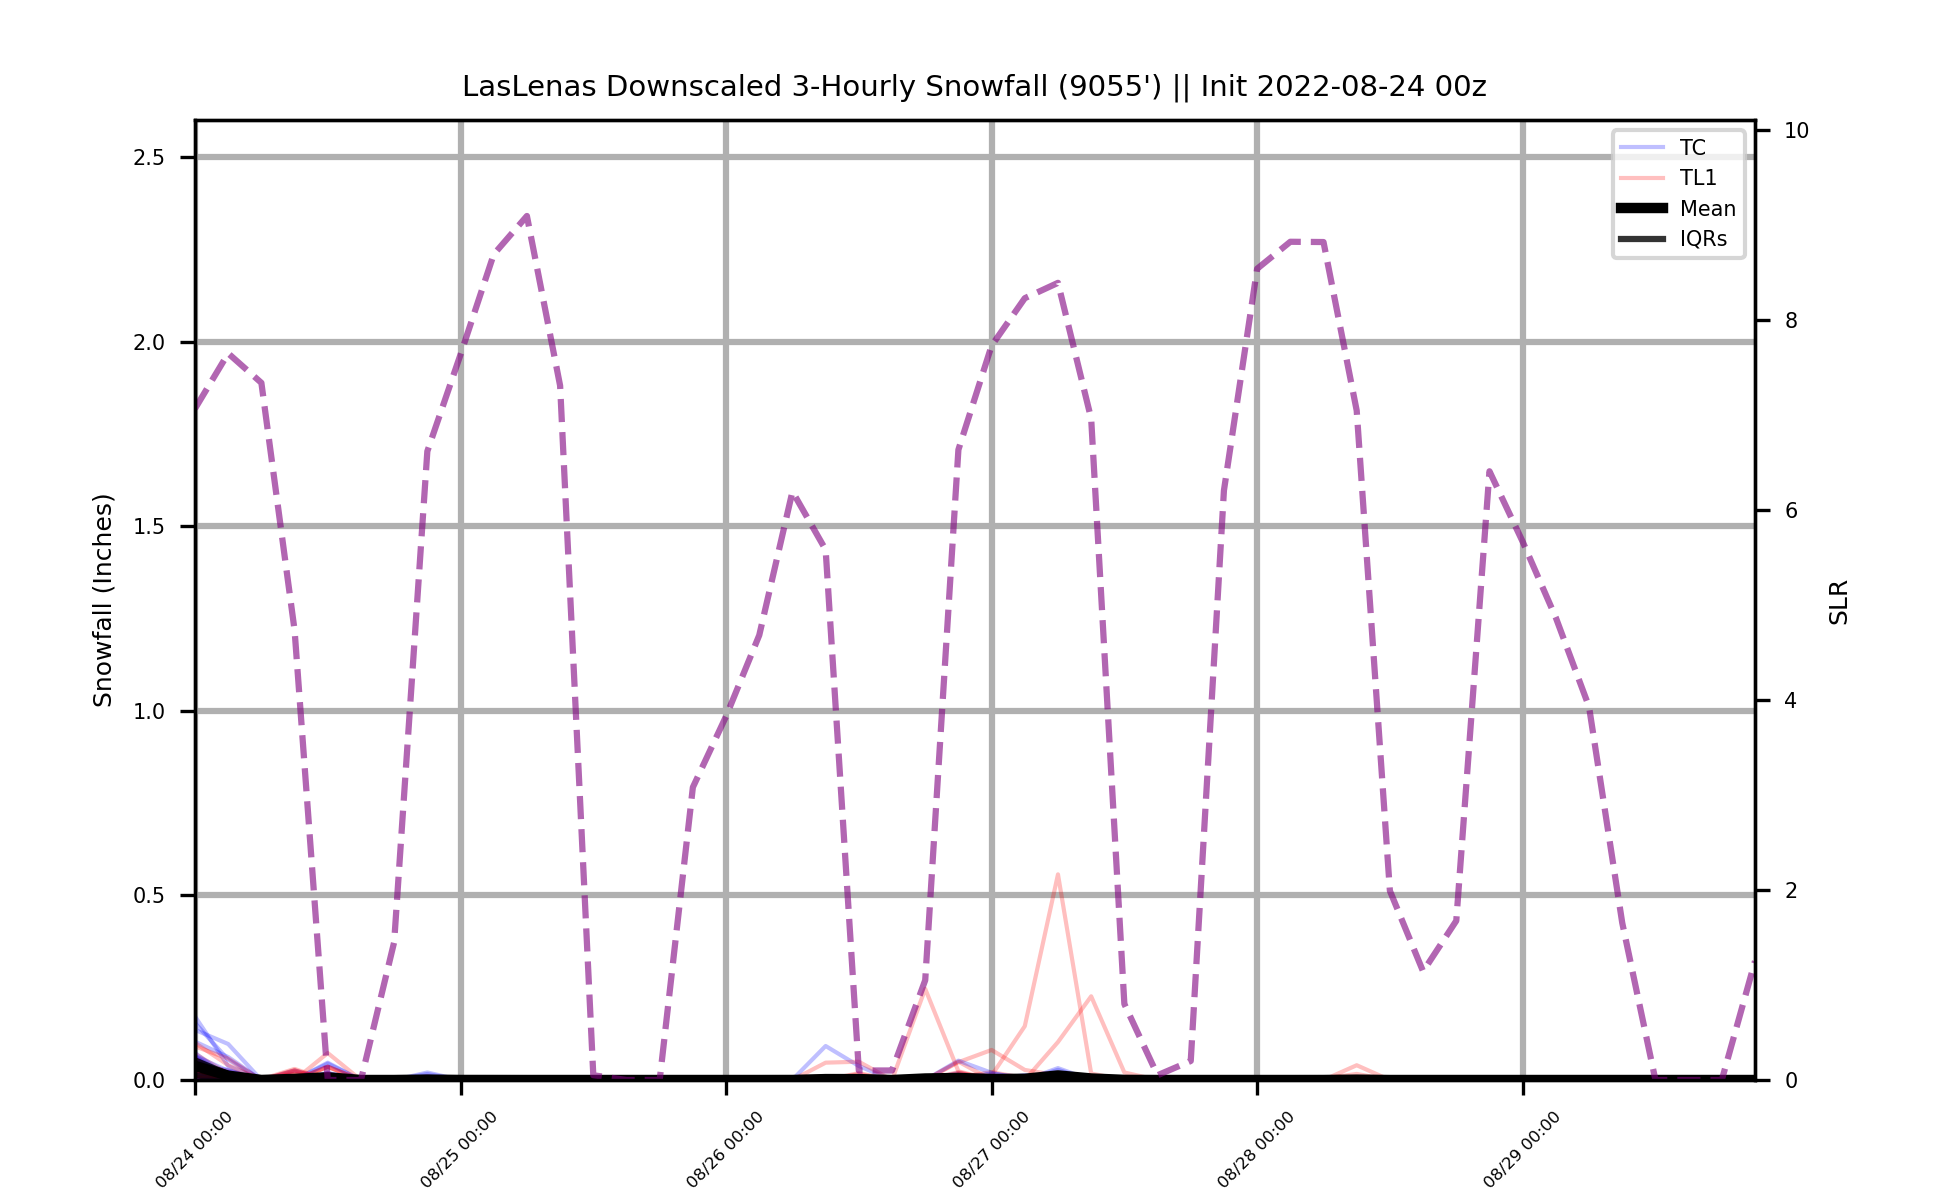 LasLenas Downscaled 3-Hourly Snowfall (9055') || Init 2022-08-24 00z
TC
TL1
Mean
IQRs
Snowfall (Inches)
2.5
2.0
1.5
1.0
0.5
0.0
10
8
6
4
2
0
SLR
08/24 00:00
08/25 00:00
08/26 00:00
08/27 00:00
08/28 00:00
08/29 00:00